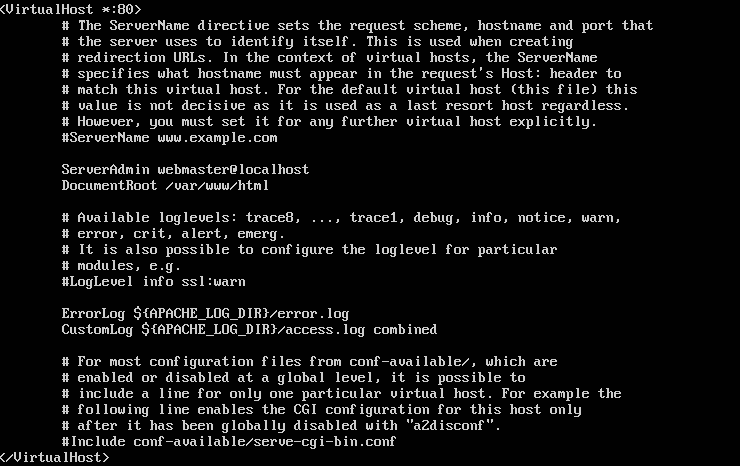 <VirtualHost *:80>
# The ServerName directive sets the request scheme, hostname and port that
# the server uses to identify itself. This is used when creating
# redirection URLs. In the context of virtual hosts, the ServerName
# specifies what hostname must appear in the request's Host: header to
# match this virtual host. For the default virtual host (this file) this
# value is not decisive as it is used as a last resort host regardless.
# However, you must set it for any further virtual host explicitly.
#ServerName www.example.com
ServerAdmin webmaster@localhost
DocumentRoot /var/www/html
# Available loglevels: trace8, ..., trace1, debug, info, notice, warn,
# error, crit, alert, emerg.
# It is also possible to configure the loglevel for particular
# modules, e.g.
#LogLevel info ssl:warn
ErrorLog ${APACHE_LOG_DIR}/error.log
CustomLog ${APACHE_LOG_DIR}/access.log combined
# For most configuration files from conf-available/, which are
# enabled or disabled at a global level, it is possible to
# include a line for only one particular virtual host. For example the
# following line enables the CGI configuration for this host only
# after it has been globally disabled with "a2disconf".
#Include conf-available/serve-cgi-bin.conf
</VirtualHost>